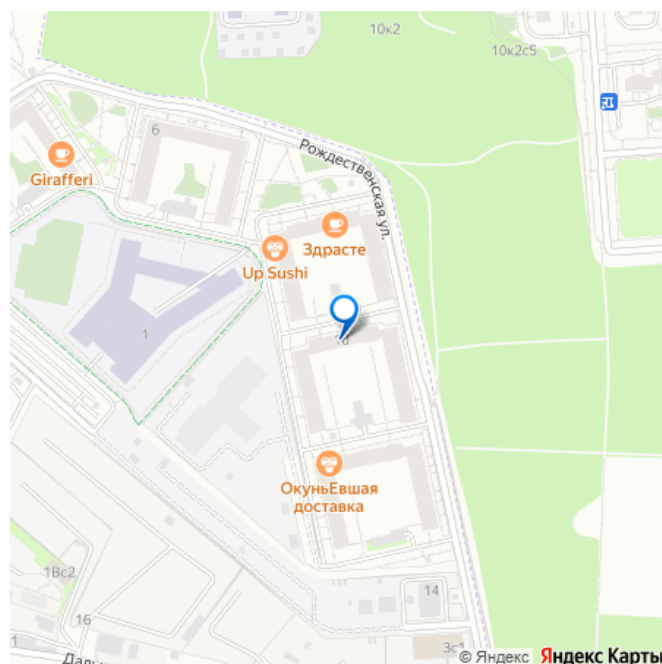 10к2
10к2с5
6
Рождественская ул.
Girafferi
Здрасте
Up Sushi
1
ОкуньЕвшая
доставка
1Вс2
14
16
1
3с1
© Яндекс Яндекс Карты